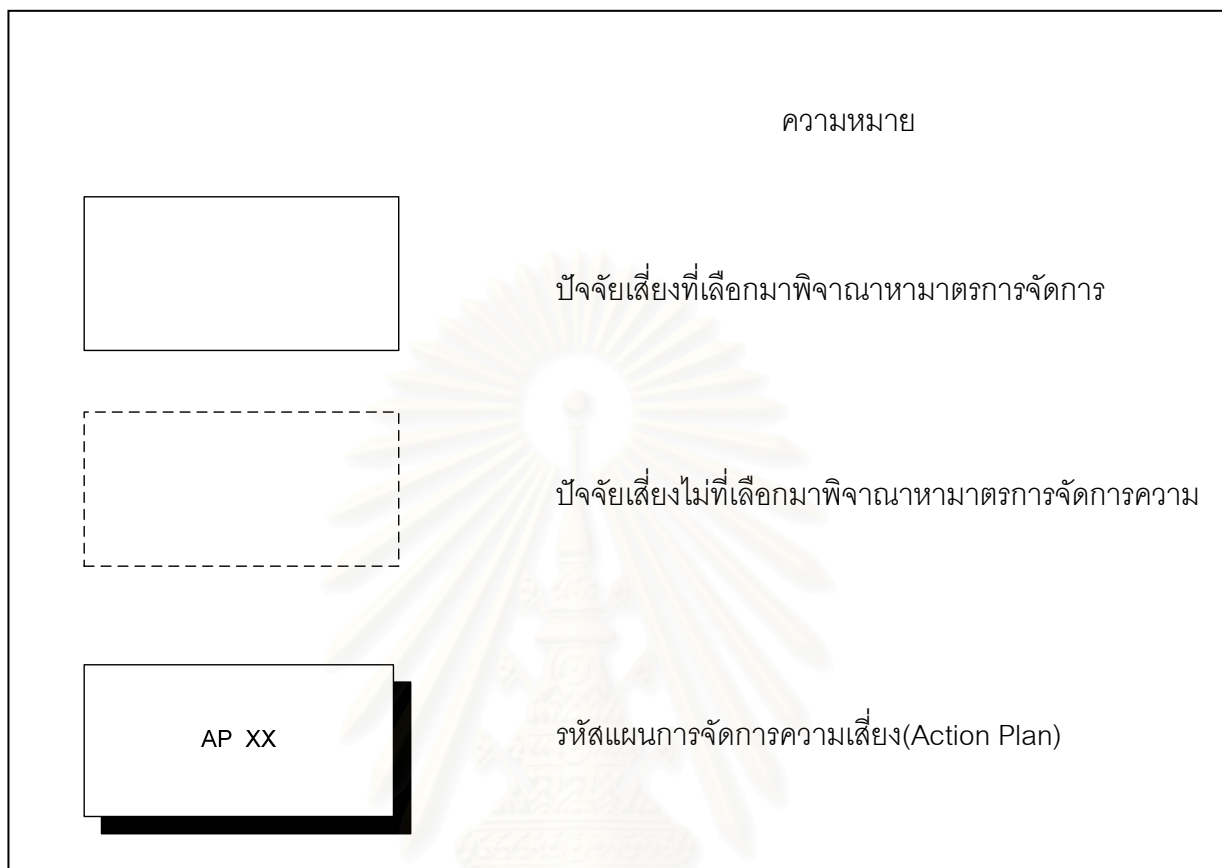 ความหมาย
ปัจจัยเสี่ยงที่เลือกมาพิจาณาหามาตรการจัดการ
ปัจจัยเสี่ยงไม่ที่เลือกมาพิจาณาหามาตรการจัดการความ
AP XX
รหัสแผนการจัดการความเสี่ยง(Action Plan)